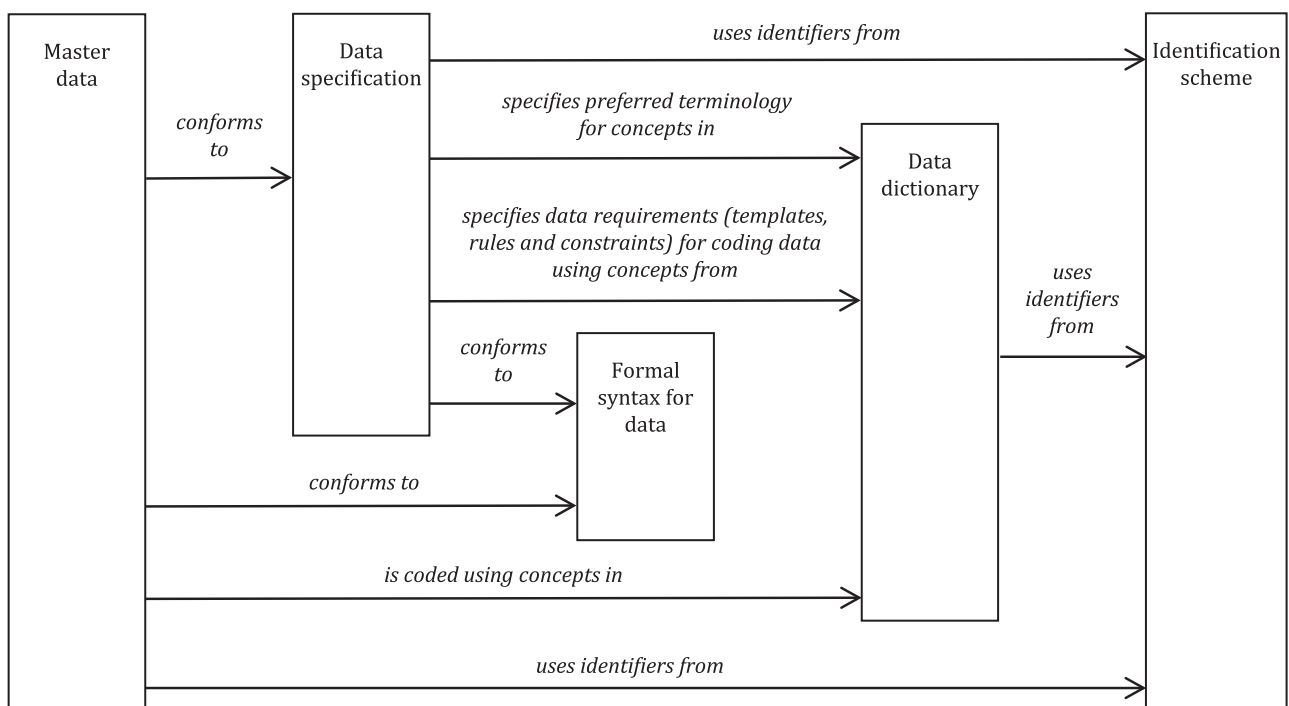 Master
data
Data
specification
uses identifiers from
Identification
scheme
conforms
to
specifies preferred terminology
for concepts in
Data
dictionary
specifies data requirements (templates,
rules and constraints) for coding data
using concepts from
uses
identifiers
from
conforms
to
Formal
syntax for
data
conforms to
is coded using concepts in
uses identifiers from